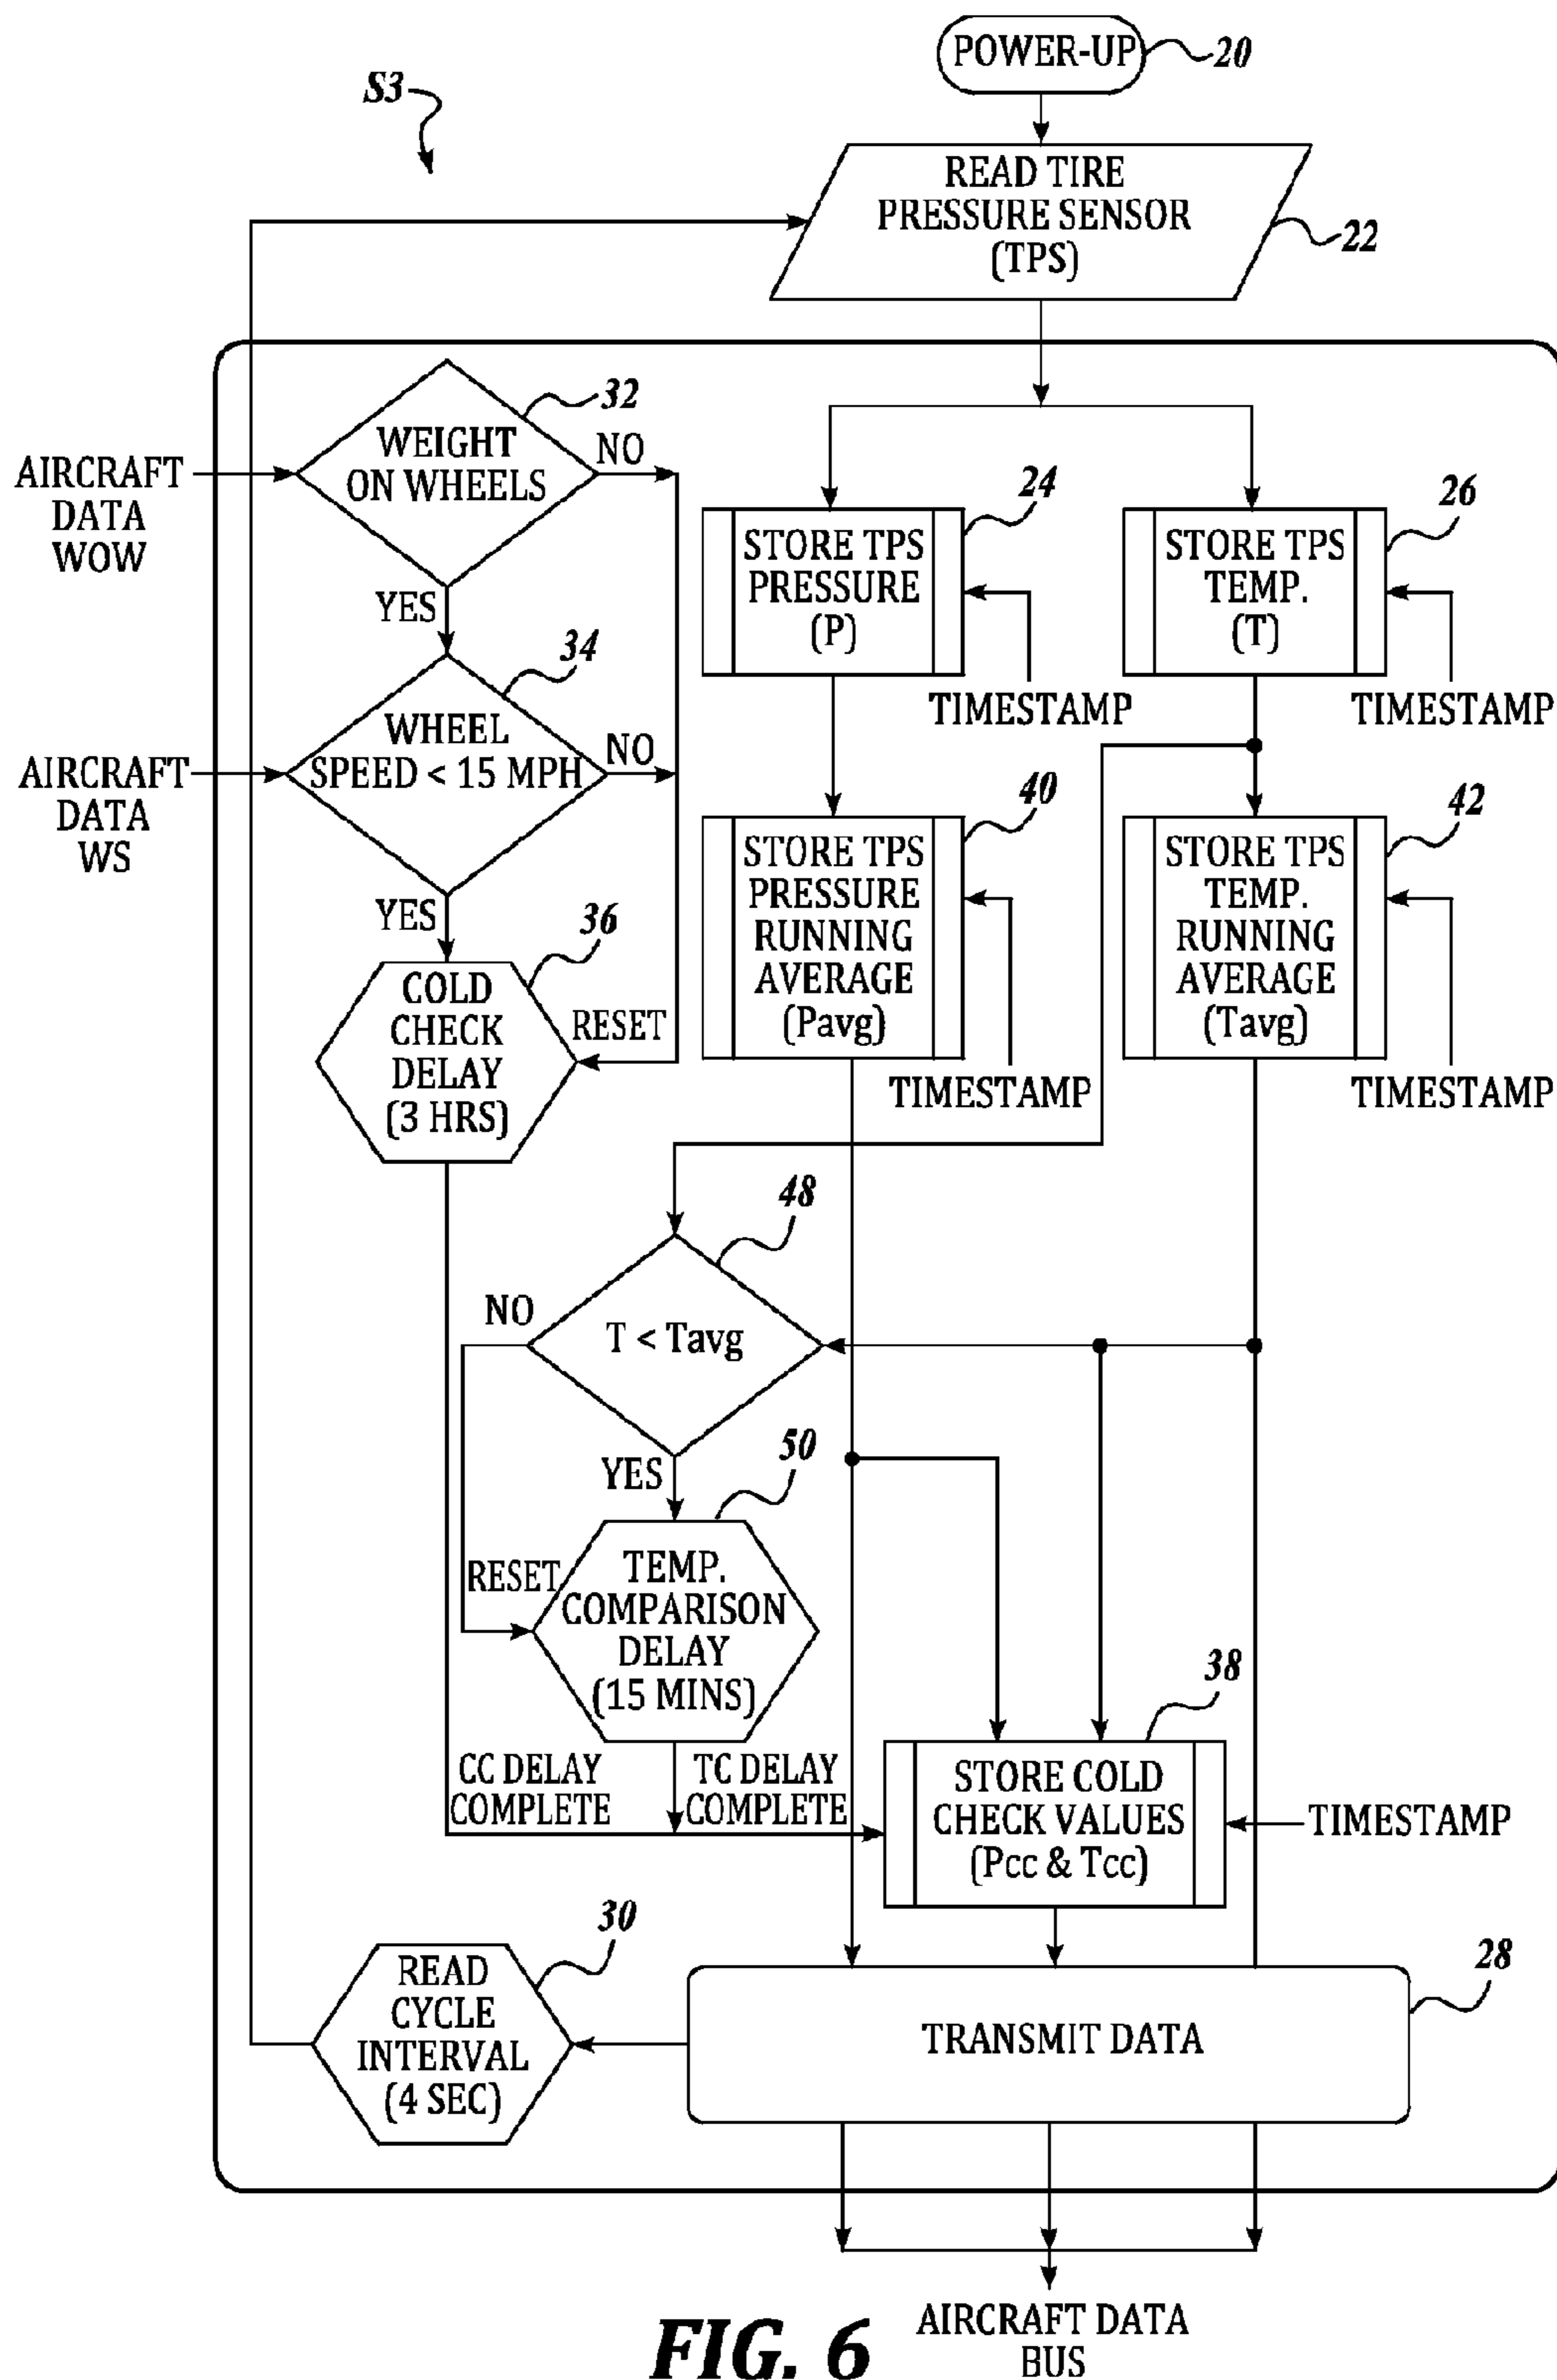 POWER-UP
20
S3
READ TIRE
PRESSURE SENSOR
(TPS)
22
WEIGHT
ON WHEELS
32
NO
YES
AIRCRAFT
DATA
WOW
STORE TPS
PRESSURE
(P)
24
TIMESTAMP
STORE TPS
TEMP.
(T)
26
TIMESTAMP
WHEEL
SPEED < 15 MPH
34
NO
YES
AIRCRAFT
DATA
WS
STORE TPS
PRESSURE
RUNNING
AVERAGE
(Pavg)
40
TIMESTAMP
STORE TPS
TEMP.
RUNNING
AVERAGE
(Tavg)
42
TIMESTAMP
COLD
CHECK
DELAY
(3 HRS)
36
RESET
T < Tavg
48
NO
YES
TEMP.
COMPARISON
DELAY
(15 MINS)
50
RESET
CC DELAY
COMPLETE
TC DELAY
COMPLETE
STORE COLD
CHECK VALUES
(PCC & TCC)
38
TIMESTAMP
READ
CYCLE
INTERVAL
(4 SEC)
30
TRANSMIT DATA
28
AIRCRAFT DATA
BUS
FIG. 6